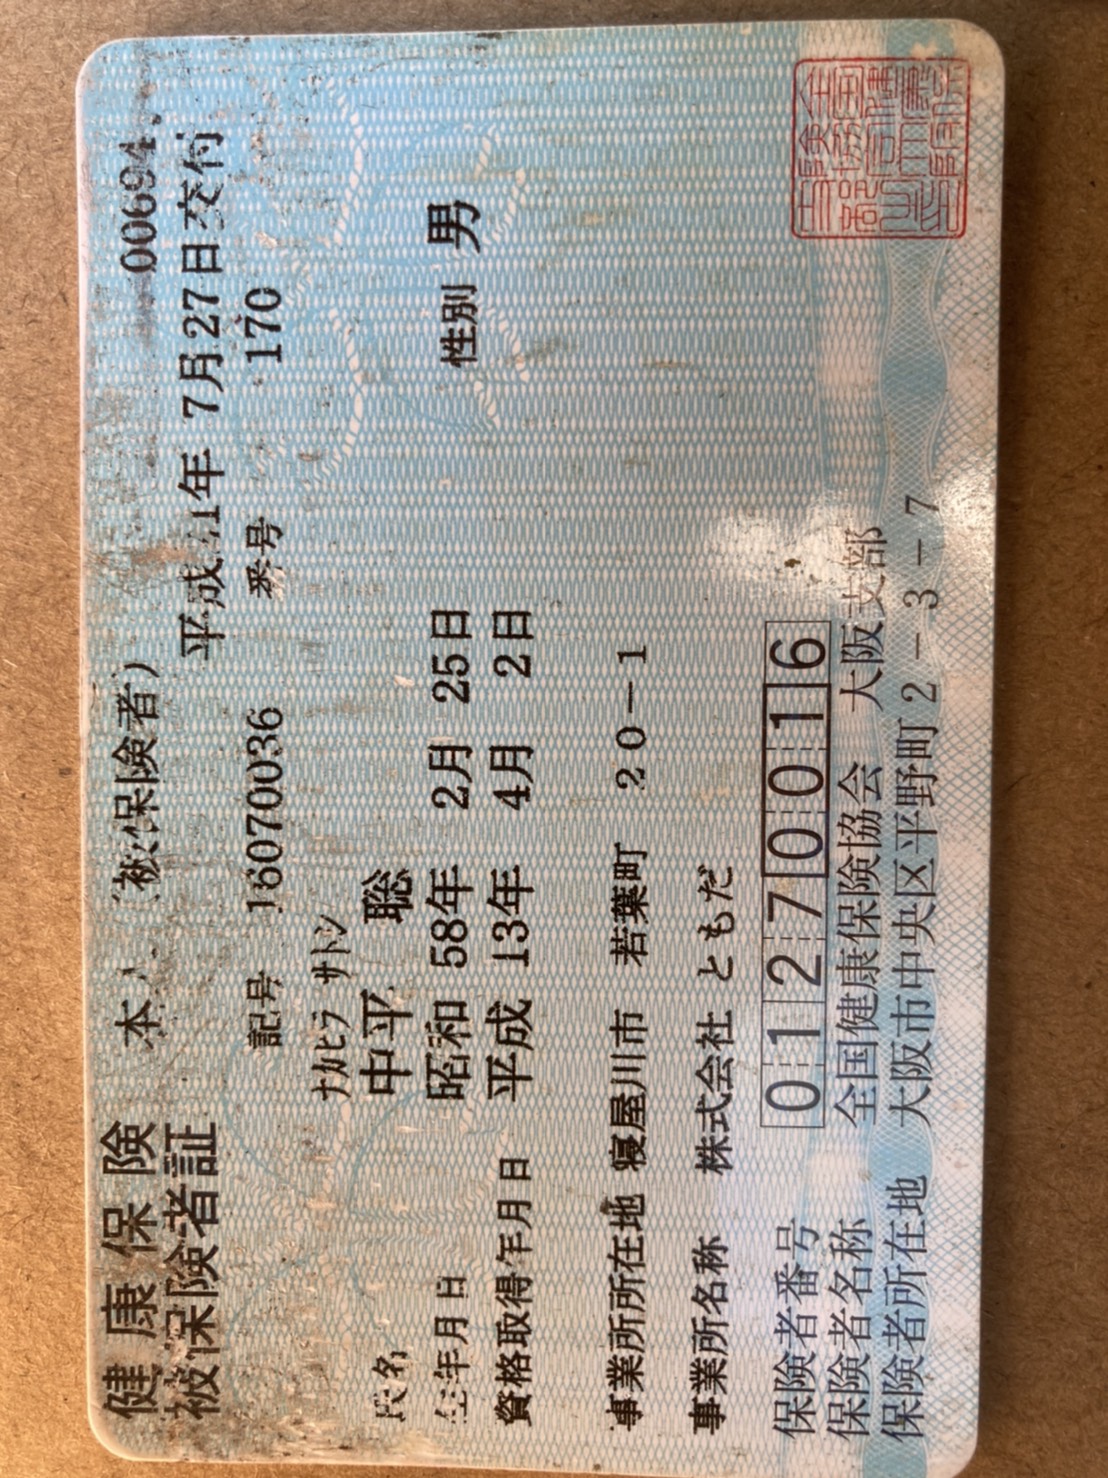 健康保険 本人(被保険者) 00694
被保険者証 平成21年 7月27日交付
記号 16070036 番号 170
ナカヒラ サトシ
氏名 中平 聡
生年月日 昭和 58年 2月 25日 性別 男
資格取得年月日 平成 13年 4月 2日
事業所所在地 寝屋川市 若葉町 20-1
事業所名称 株式会社 ともだ
保険者番号 01270016
保険者名称 全国健康保険協会 大阪支部
保険者所在地 大阪市中央区平野町2-3-7